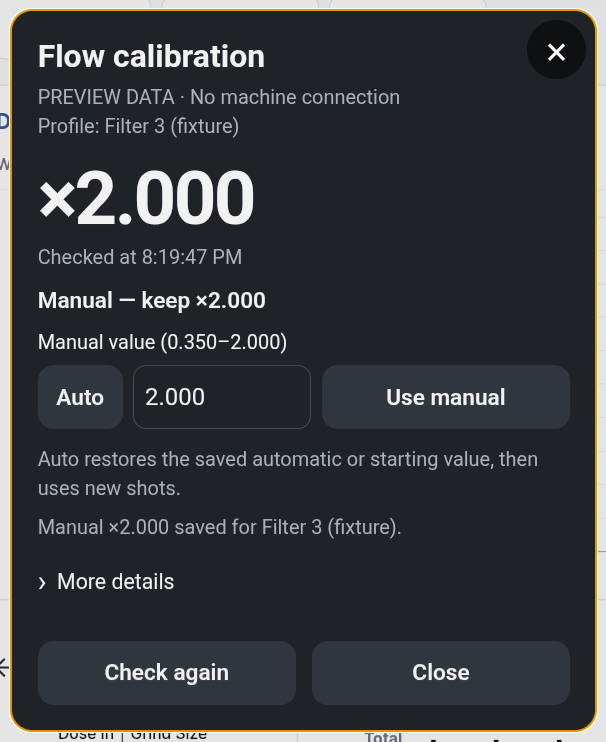 Flow calibration
×
PREVIEW DATA · No machine connection
Profile: Filter 3 (fixture)
×2.000
Checked at 8:19:47 PM
Manual — keep ×2.000
Manual value (0.350–2.000)
Auto 2.000 Use manual
Auto restores the saved automatic or starting value, then
uses new shots.
Manual ×2.000 saved for Filter 3 (fixture).
› More details
Check again Close
Dose In | Grind Size
Total